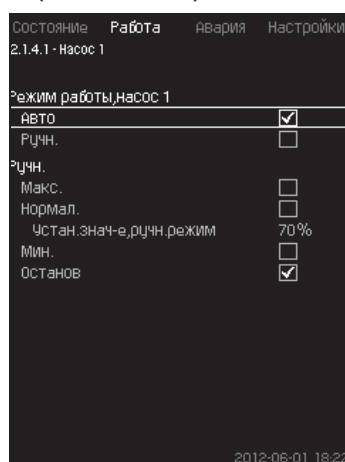 Состояние Работа Авария Настройки
2.1.4.1 - Насос 1
Режим работы,насос 1
Авто
Ручн.
Ручн.
Макс.
Нормал.
Устан.знач-е,ручн.режим 70%
Мин.
Останов
2012-06-01 18:22